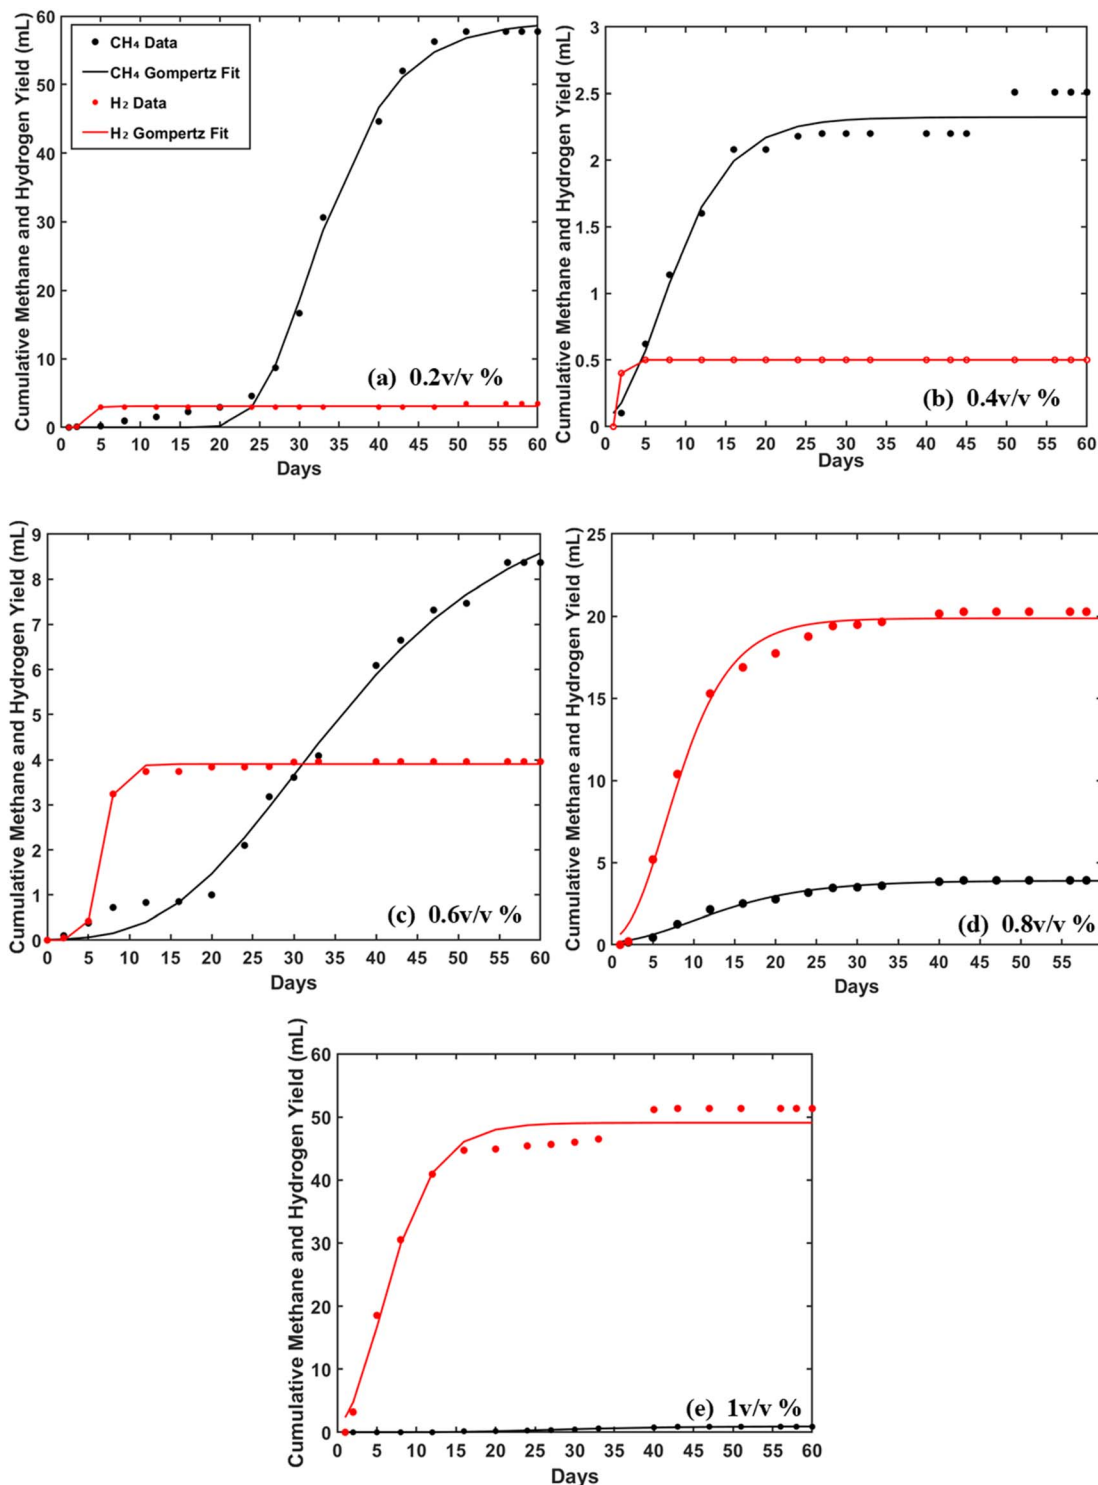 Cumulative Methane and Hydrogen Yield (mL)
60
50
40
30
20
10
0
CH₄ Data
CH₄ Gompertz Fit
H₂ Data
H₂ Gompertz Fit
(a) 0.2v/v %
0 5 10 15 20 25 30 35 40 45 50 55 60
Days
Cumulative Methane and Hydrogen Yield (mL)
3
2.5
2
1.5
1
0.5
0
(b) 0.4v/v %
0 5 10 15 20 25 30 35 40 45 50 55 60
Days
Cumulative Methane and Hydrogen Yield (mL)
9
8
7
6
5
4
3
2
1
0
(c) 0.6v/v %
0 5 10 15 20 25 30 35 40 45 50 55 60
Days
Cumulative Methane and Hydrogen Yield (mL)
25
20
15
10
5
0
(d) 0.8v/v %
0 5 10 15 20 25 30 35 40 45 50 55
Days
Cumulative Methane and Hydrogen Yield (mL)
60
50
40
30
20
10
0
(e) 1v/v %
0 5 10 15 20 25 30 35 40 45 50 55 60
Days